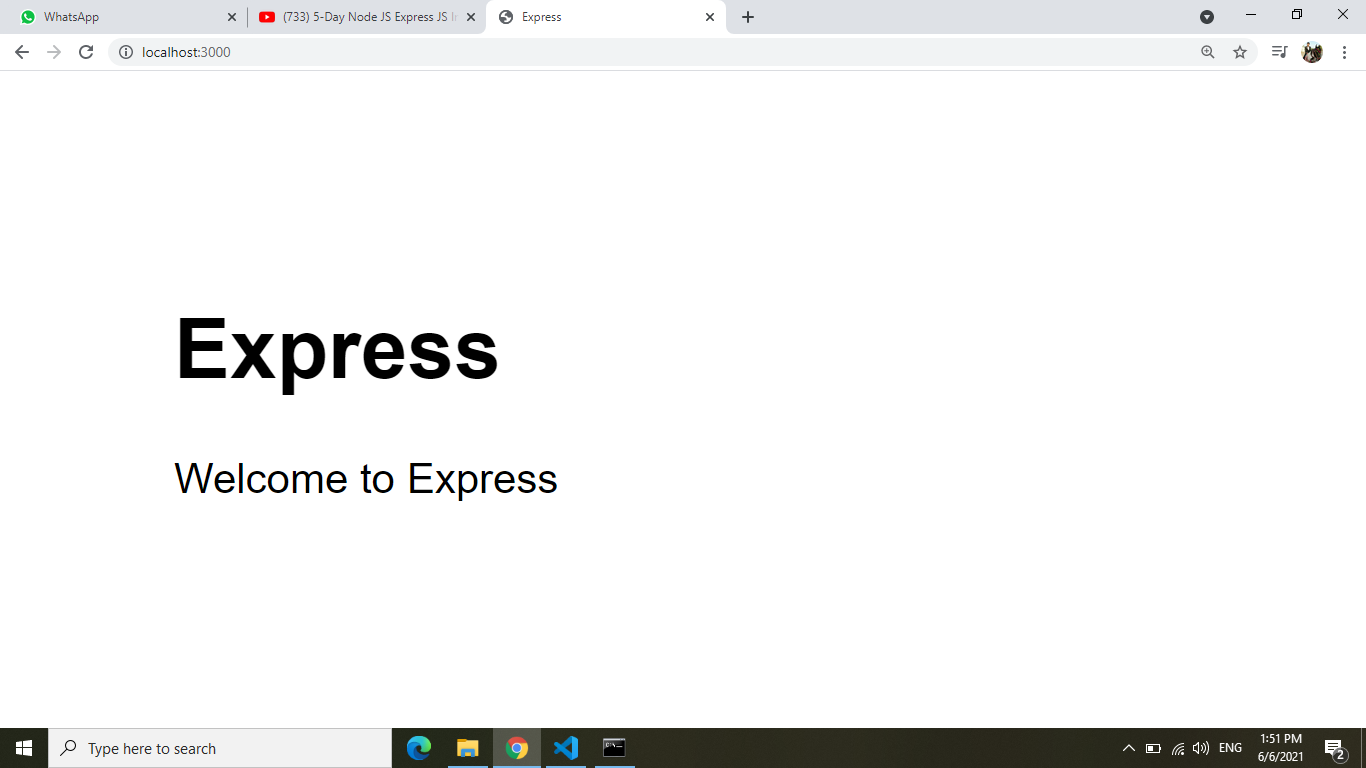 WhatsApp
(733) 5-Day Node JS Express JS
Express
localhost:3000
Express
Welcome to Express
Type here to search
ENG
1:51 PM
6/6/2021
2